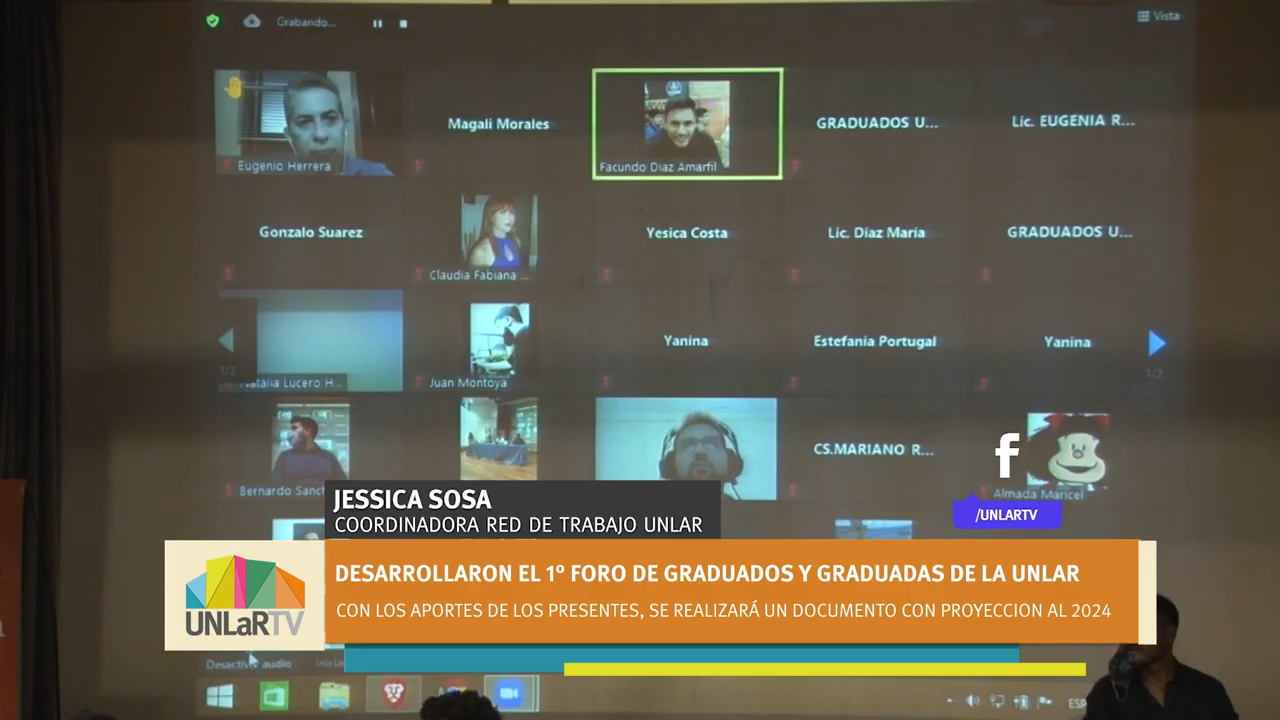 Grabando...
Vista
Eugenio Herrera
Magali Morales
Facundo Diaz Amarfil
GRADUADOS U...
Lic. EUGENIA R...
Gonzalo Suarez
Claudia Fabiana ...
Yesica Costa
Lic. Díaz María
GRADUADOS U...
1/2
Natalia Lucero H...
Juan Montoya
Yanina
Estefania Portugal
Yanina
1/2
Bernardo Sanch
CS.MARIANO R...
Almada Maricel
f
/UNLARTV
JESSICA SOSA
COORDINADORA RED DE TRABAJO UNLAR
DESARROLLARON EL 1º FORO DE GRADUADOS Y GRADUADAS DE LA UNLAR
CON LOS APORTES DE LOS PRESENTES, SE REALIZARÁ UN DOCUMENTO CON PROYECCION AL 2024
UNLaRTV
audio
ESP